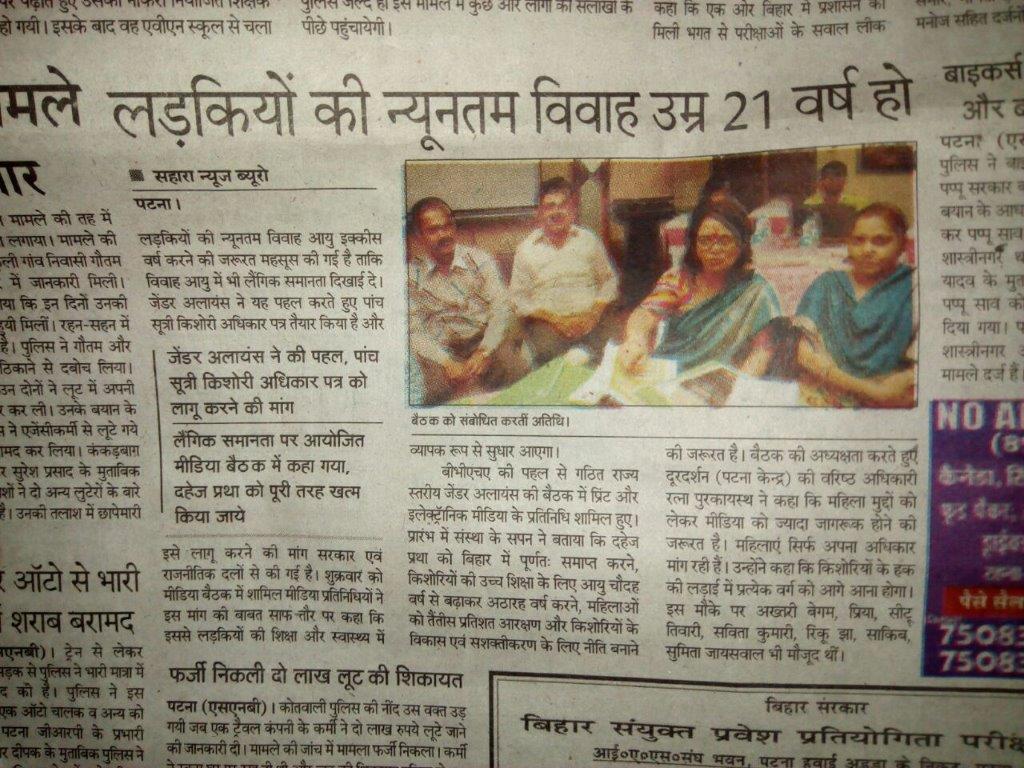 हो गयी। इसके बाद वह एवीएन स्कूल से चला
पीछे पहुंचायेगी।
कहा कि एक ओर बिहार में प्रशासन की
मिली भगत से परीक्षाओं के सवाल लीक
मनोज सहित दर्जनों
मले
लड़कियों की न्यूनतम विवाह उम्र 21 वर्ष हो
■ सहारा न्यूज ब्यूरो
पटना।
लड़कियों की न्यूनतम विवाह आयु इक्कीस
वर्ष करने की जरूरत महसूस की गई है ताकि
विवाह आयु में भी लैंगिक समानता दिखाई दे।
जेंडर अलायंस ने यह पहल करते हुए पांच
सूत्री किशोरी अधिकार पत्र तैयार किया है और
जेंडर अलायंस ने की पहल, पांच
सूत्री किशोरी अधिकार पत्र को
लागू करने की मांग
लैंगिक समानता पर आयोजित
मीडिया बैठक में कहा गया,
दहेज प्रथा को पूरी तरह खत्म
किया जाये
इसे लागू करने की मांग सरकार एवं
राजनीतिक दलों से की गई है। शुक्रवार को
मीडिया बैठक में शामिल मीडिया प्रतिनिधियों ने
इस मांग की बाबत साफ तौर पर कहा कि
इससे लड़कियों की शिक्षा और स्वास्थ्य में
बैठक को संबोधित करतीं अतिथि।
व्यापक रूप से सुधार आएगा।
बीभीएचए की पहल से गठित राज्य
स्तरीय जेंडर अलायंस की बैठक में प्रिंट और
इलेक्ट्रॉनिक मीडिया के प्रतिनिधि शामिल हुए।
प्रारंभ में संस्था के सपन ने बताया कि दहेज
प्रथा को बिहार में पूर्णतः समाप्त करने,
किशोरियों की उच्च शिक्षा के लिए आयु चौदह
वर्ष से बढ़ाकर अठारह वर्ष करने, महिलाओं
को तैंतीस प्रतिशत आरक्षण और किशोरियों के
विकास एवं सशक्तीकरण के लिए नीति बनाने
की जरूरत है। बैठक की अध्यक्षता करते हुए
दूरदर्शन (पटना केन्द्र) की वरिष्ठ अधिकारी
रत्ना पुरकायस्थ ने कहा कि महिला मुद्दों को
लेकर मीडिया को ज्यादा जागरूक होने की
जरूरत है। महिलाएं सिर्फ अपना अधिकार
मांग रही हैं। उन्होंने कहा कि किशोरियों के हक
की लड़ाई में प्रत्येक वर्ग को आगे आना होगा।
इस मौके पर अख्तरी बेगम, प्रिया, सीटू
तिवारी, सविता कुमारी, रिंकू झा, साकिब,
सुमिता जायसवाल भी मौजूद थीं।
मामले की तह में
लगाया। मामले की
गांव निवासी गौतम
में जानकारी मिली।
कि इन दिनों उनकी
मिलीं। रहन-सहन में
है। पुलिस ने गौतम और
ठिकाने से दबोच लिया।
उन दोनों ने लूट में अपनी
कर ली। उनके बयान के
ने एजेंसीकर्मी से लूटे गये
कर लिया। कंकड़बाग
सुरेश प्रसाद के मुताबिक
ने दो अन्य लुटेरों के बारे
है। उनकी तलाश में छापेमारी
ऑटो से भारी
शराब बरामद
ट्रेन से लेकर
सड़क से पुलिस ने भारी मात्रा में
की है। पुलिस ने इस
एक ऑटो चालक व अन्य को
पटना जीआरपी के प्रभारी
दीपक के मुताबिक पुलिस ने
फर्जी निकली दो लाख लूट की शिकायत
पटना (एसएनबी)। कोतवाली पुलिस की नींद उस वक्त उड़
गयी जब एक ट्रैवल कंपनी के कर्मी ने दो लाख रुपये लूटे जाने
की जानकारी दी। मामले की जांच में मामला फर्जी निकला। कर्मी
बाइकर्स
और
पटना
पुलिस ने
पप्पू सरकार
बयान के
कर पप्पू साव
शास्त्रीनगर
यादव के
पप्पू साव को
दिया गया।
शास्त्रीनगर
मामले दर्ज हैं।
NO
पैसे
75083
75083
बिहार सरकार
बिहार संयुक्त प्रवेश प्रतियोगिता
आई०ए०एस०संघ भवन, पटना हवाई अड्डा के निकट